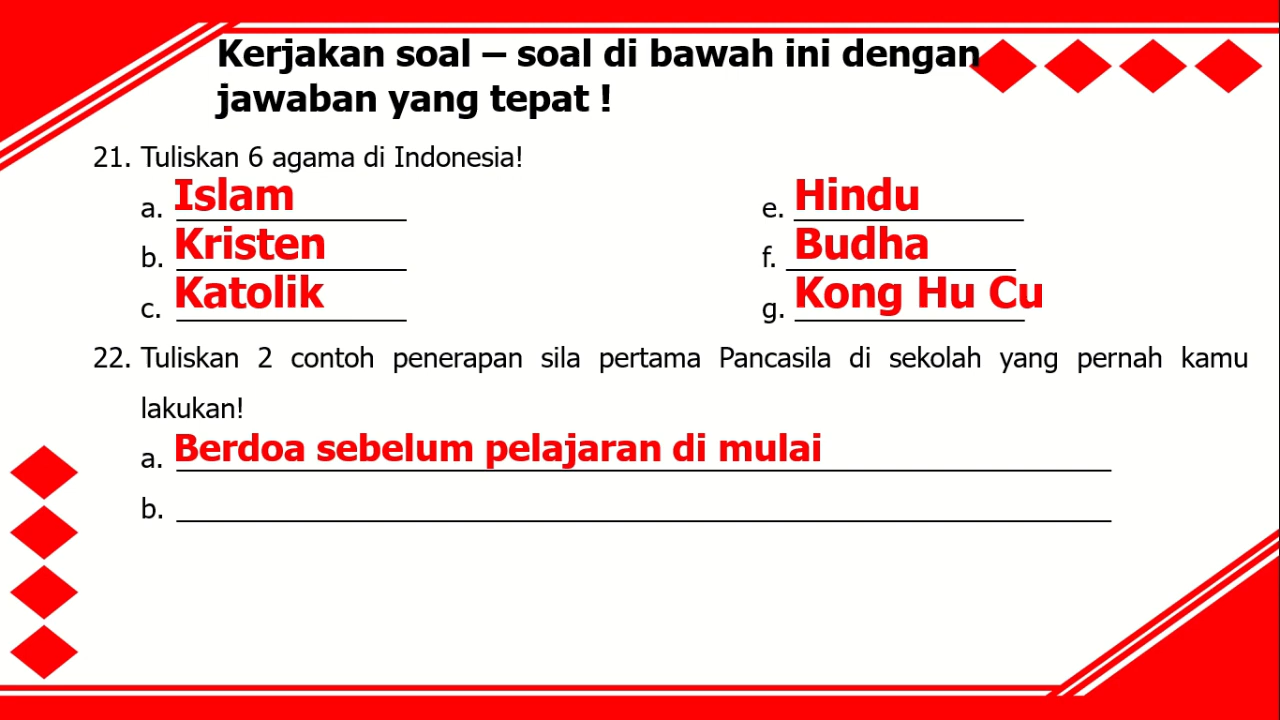 Kerjakan soal – soal di bawah ini dengan
jawaban yang tepat !
21. Tuliskan 6 agama di Indonesia!
a. Islam
b. Kristen
c. Katolik
e. Hindu
f. Budha
g. Kong Hu Cu
22. Tuliskan 2 contoh penerapan sila pertama Pancasila di sekolah yang pernah kamu
lakukan!
a. Berdoa sebelum pelajaran di mulai
b.